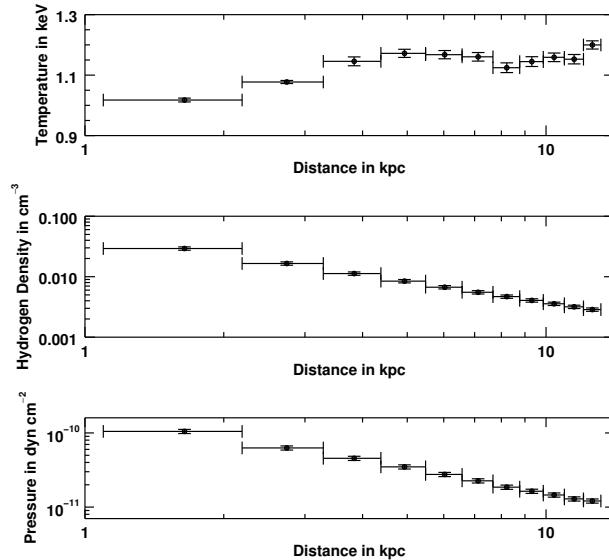 Temperature in keV
1.3
1.1
0.9
1
10
Distance in kpc
Hydrogen Density in cm⁻³
0.100
0.010
0.001
1
10
Distance in kpc
Pressure in dyn cm⁻²
10⁻¹⁰
10⁻¹¹
1
10
Distance in kpc